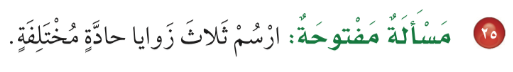 ٢٥ مَسْأَلَةٌ مَفْتوحَةٌ: ارْسُمْ ثَلاثَ زَوايا حادَّةٍ مُخْتَلِفَةٍ.